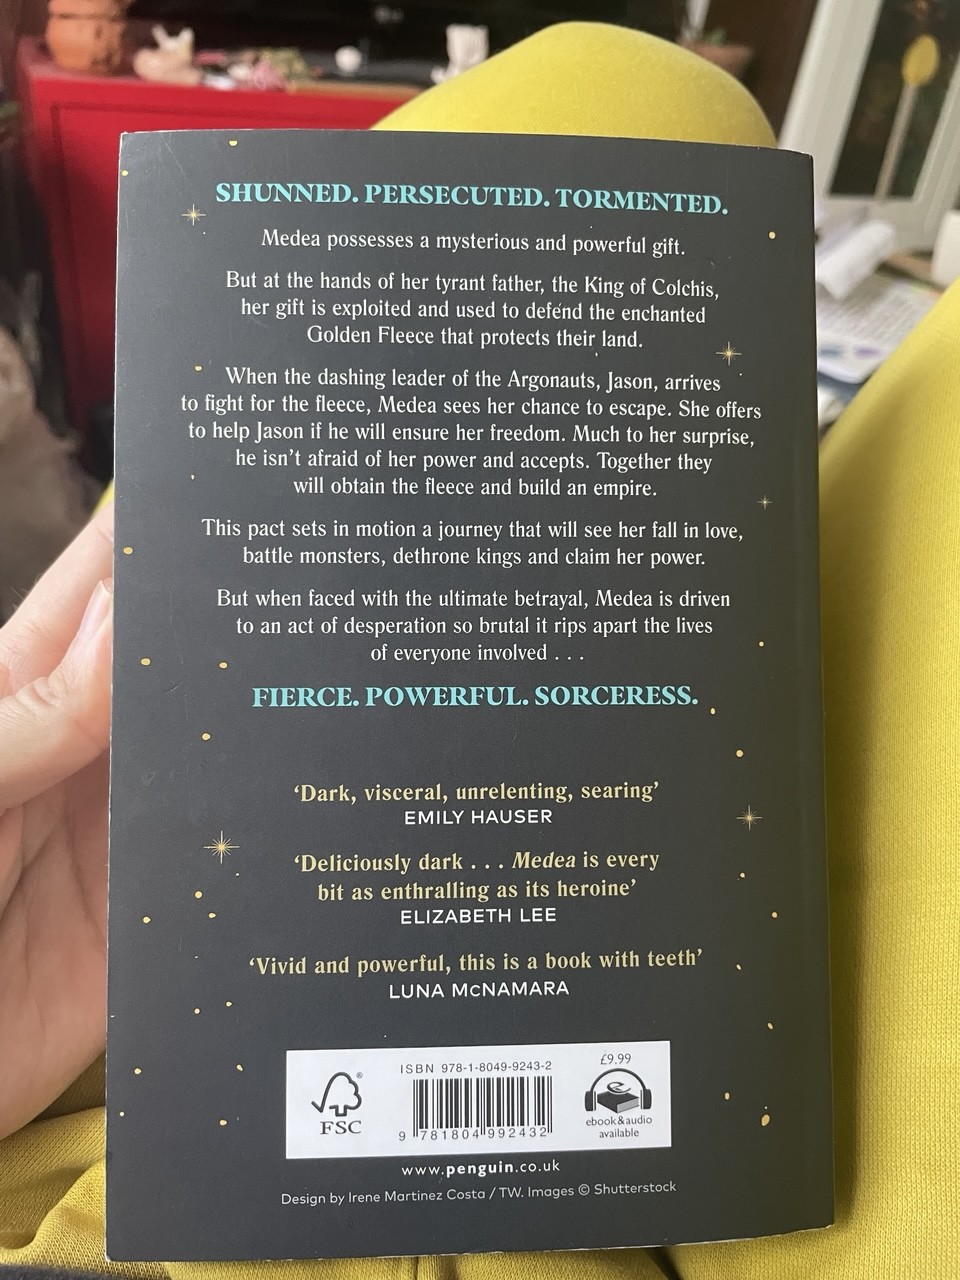 SHUNNED. PERSECUTED. TORMENTED.
Medea possesses a mysterious and powerful gift.
But at the hands of her tyrant father, the King of Colchis,
her gift is exploited and used to defend the enchanted
Golden Fleece that protects their land.
When the dashing leader of the Argonauts, Jason, arrives
to fight for the fleece, Medea sees her chance to escape. She offers
to help Jason if he will ensure her freedom. Much to her surprise,
he isn't afraid of her power and accepts. Together they
will obtain the fleece and build an empire.
This pact sets in motion a journey that will see her fall in love,
battle monsters, dethrone kings and claim her power.
But when faced with the ultimate betrayal, Medea is driven
to an act of desperation so brutal it rips apart the lives
of everyone involved . . .
FIERCE. POWERFUL. SORCERESS.
‘Dark, visceral, unrelenting, searing’
EMILY HAUSER
‘Deliciously dark . . . Medea is every
bit as enthralling as its heroine’
ELIZABETH LEE
‘Vivid and powerful, this is a book with teeth’
LUNA McNAMARA
FSC®
ISBN 978-1-8049-9243-2
9 781804 992432
£9.99
ebook & audio
available
www.penguin.co.uk
Design by Irene Martinez Costa / TW. Images © Shutterstock